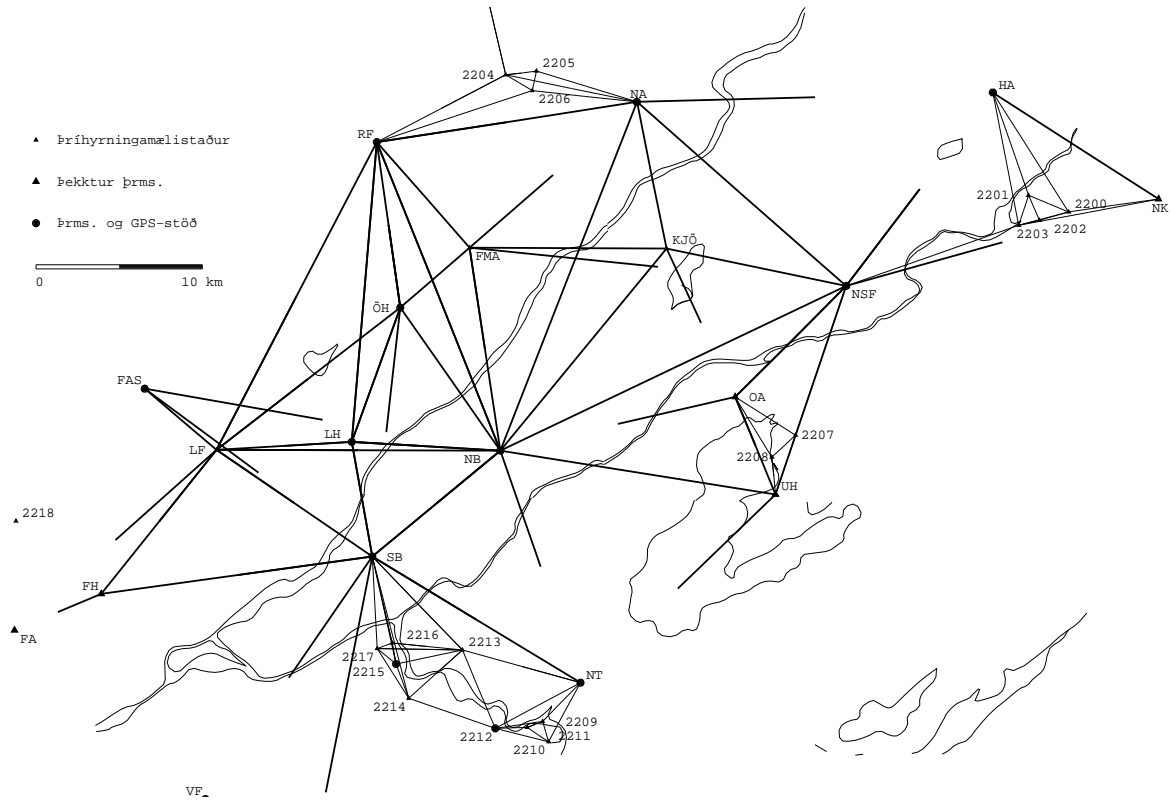 2205
2204
2206
NA
HA
RF
Þríhyrningamælistaður
Þekktur þrms.
Þrms. og GPS-stöð
0 10 km
2201
2200
NK
2202
2203
FMA
KJÖ
NSF
ÖH
FAS
OA
LH
LF
NB
2207
2208
UH
2218
SB
FH
FA
2216
2213
2217
2215
NT
2214
2209
2212
2211
2210
VF